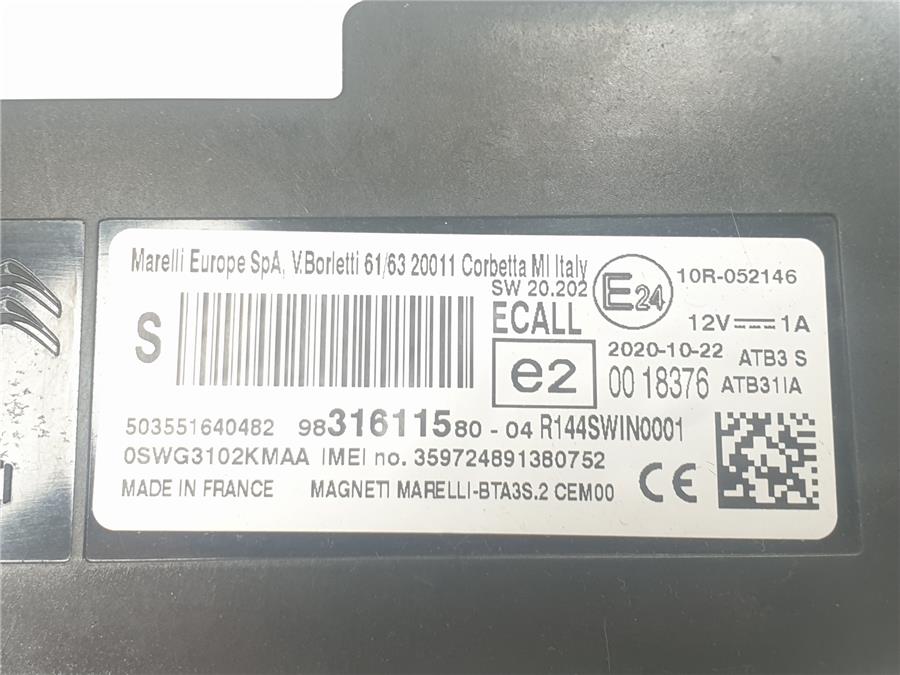 Marelli Europe SpA, V.Borletti 61/63 20011 Corbetta MI Italy
SW 20.202
E24
10R-052146
S
ECALL
12V 1A
e2
2020-10-22 ATB3 S
00 18376 ATB31IA
503551640482 9831611580 - 04 R144SWIN0001
0SWG3102KMAA IMEI no. 359724891380752
CE
MADE IN FRANCE MAGNETI MARELLI-BTA3S.2 CEM00